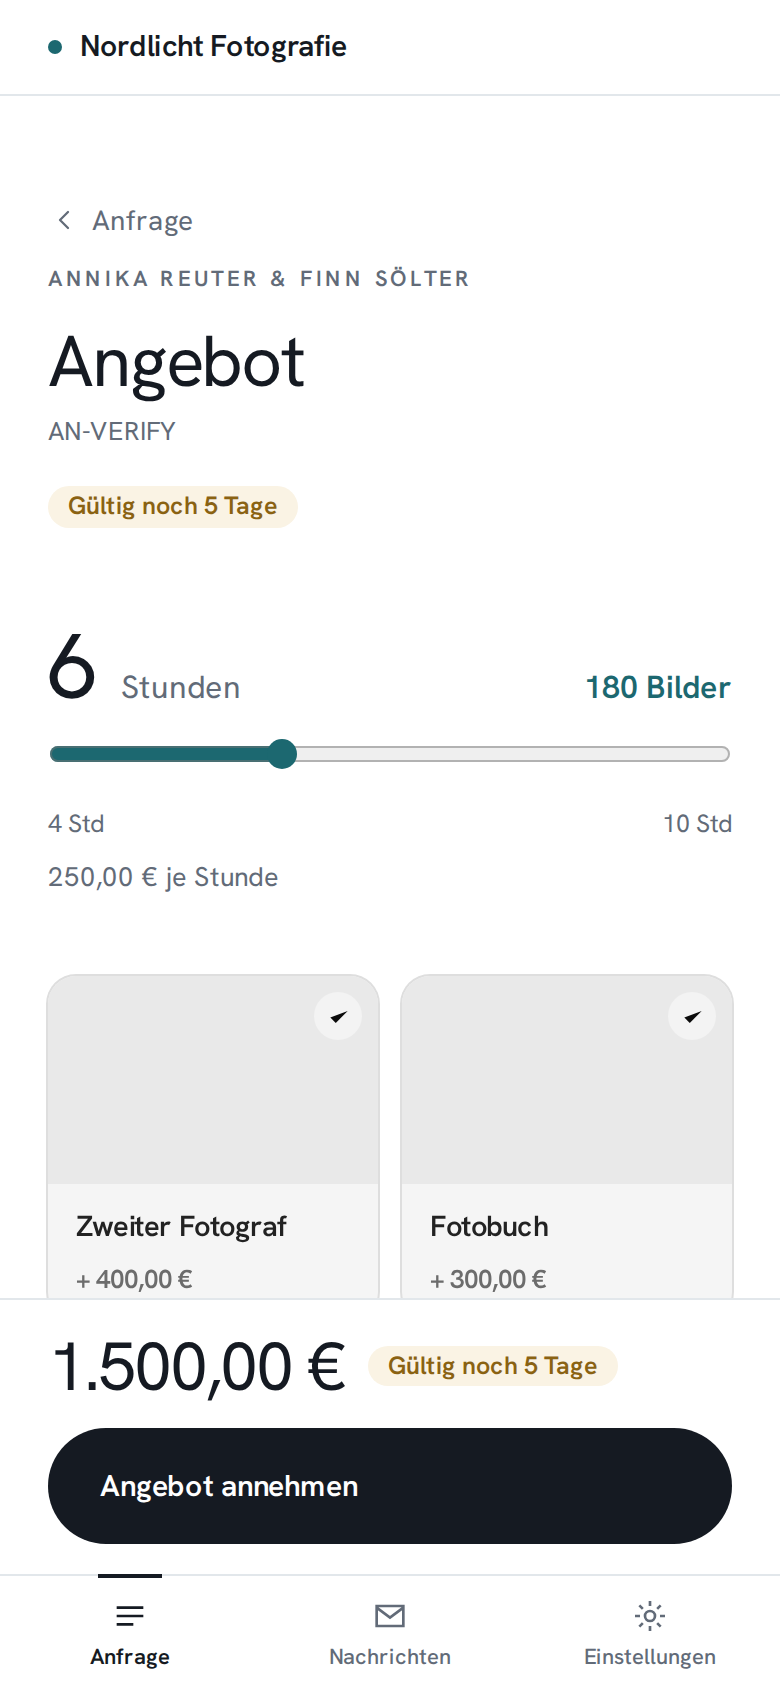 Nordlicht Fotografie
Anfrage
ANNIKA REUTER & FINN SÖLTER
Angebot
AN-VERIFY
Gültig noch 5 Tage
6 Stunden
180 Bilder
4 Std
10 Std
250,00 € je Stunde
Zweiter Fotograf
+ 400,00 €
Fotobuch
+ 300,00 €
1.500,00 €
Gültig noch 5 Tage
Angebot annehmen
Anfrage
Nachrichten
Einstellungen